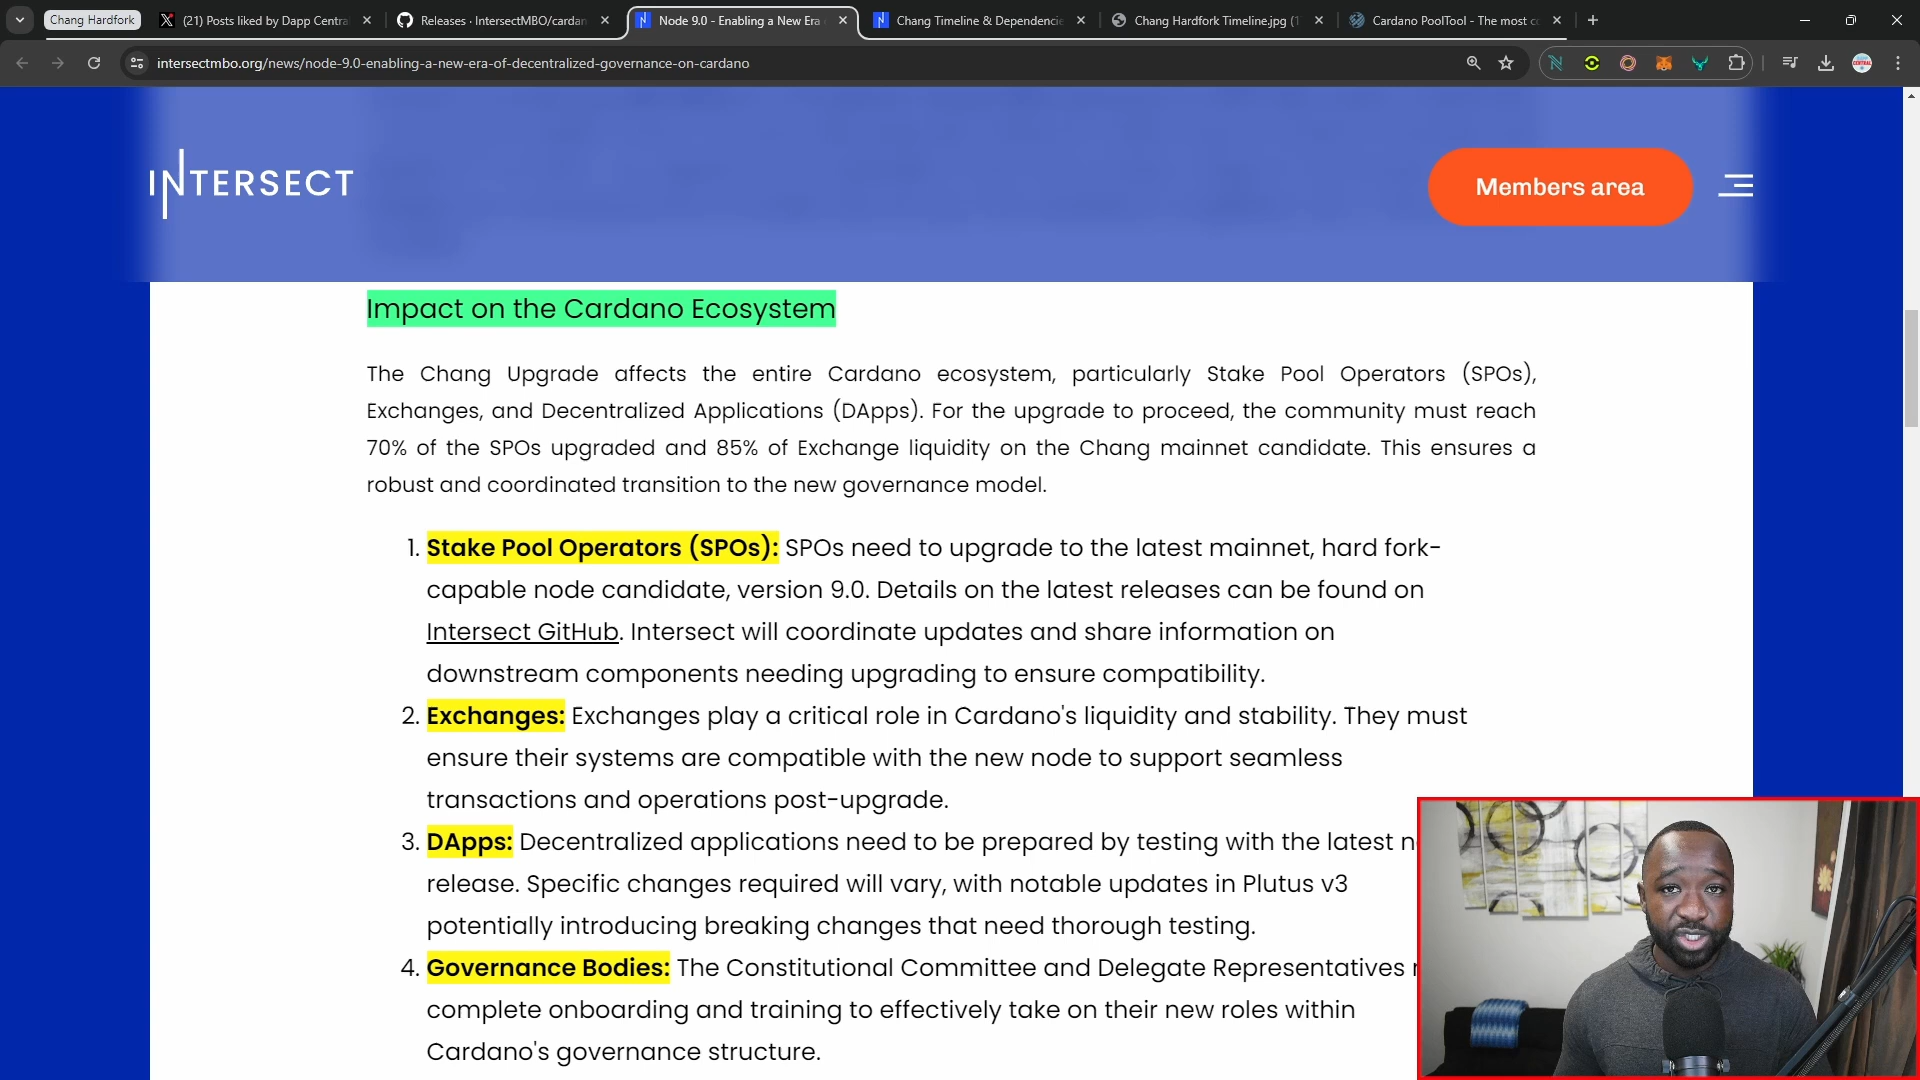 Chang Hardfork
(21) Posts liked by Dapp Centra
Releases · IntersectMBO/cardan
Node 9.0 - Enabling a New Era
Chang Timeline & Dependencie
Chang Hardfork Timeline.jpg (1
Cardano PoolTool - The most c
intersectmbo.org/news/node-9.0-enabling-a-new-era-of-decentralized-governance-on-cardano
INTERSECT
Members area
Impact on the Cardano Ecosystem
The Chang Upgrade affects the entire Cardano ecosystem, particularly Stake Pool Operators (SPOs),
Exchanges, and Decentralized Applications (DApps). For the upgrade to proceed, the community must reach
70% of the SPOs upgraded and 85% of Exchange liquidity on the Chang mainnet candidate. This ensures a
robust and coordinated transition to the new governance model.
1. Stake Pool Operators (SPOs): SPOs need to upgrade to the latest mainnet, hard fork-
capable node candidate, version 9.0. Details on the latest releases can be found on
Intersect GitHub. Intersect will coordinate updates and share information on
downstream components needing upgrading to ensure compatibility.
2. Exchanges: Exchanges play a critical role in Cardano's liquidity and stability. They must
ensure their systems are compatible with the new node to support seamless
transactions and operations post-upgrade.
3. DApps: Decentralized applications need to be prepared by testing with the latest n
release. Specific changes required will vary, with notable updates in Plutus v3
potentially introducing breaking changes that need thorough testing.
4. Governance Bodies: The Constitutional Committee and Delegate Representatives
complete onboarding and training to effectively take on their new roles within
Cardano's governance structure.